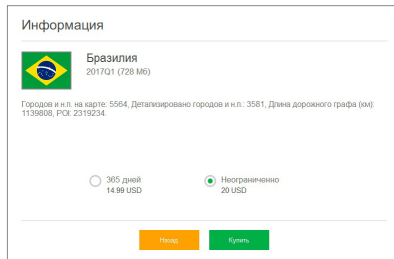 Информация
Бразилия
2017Q1 (728 Мб)
Городов и н.п. на карте: 5564, Детализировано городов и н.п.: 3581, Длина дорожного графа (км):
1139808, POI: 2319234.
365 дней
Неограниченно
14.99 USD
20 USD
Назад
Купить